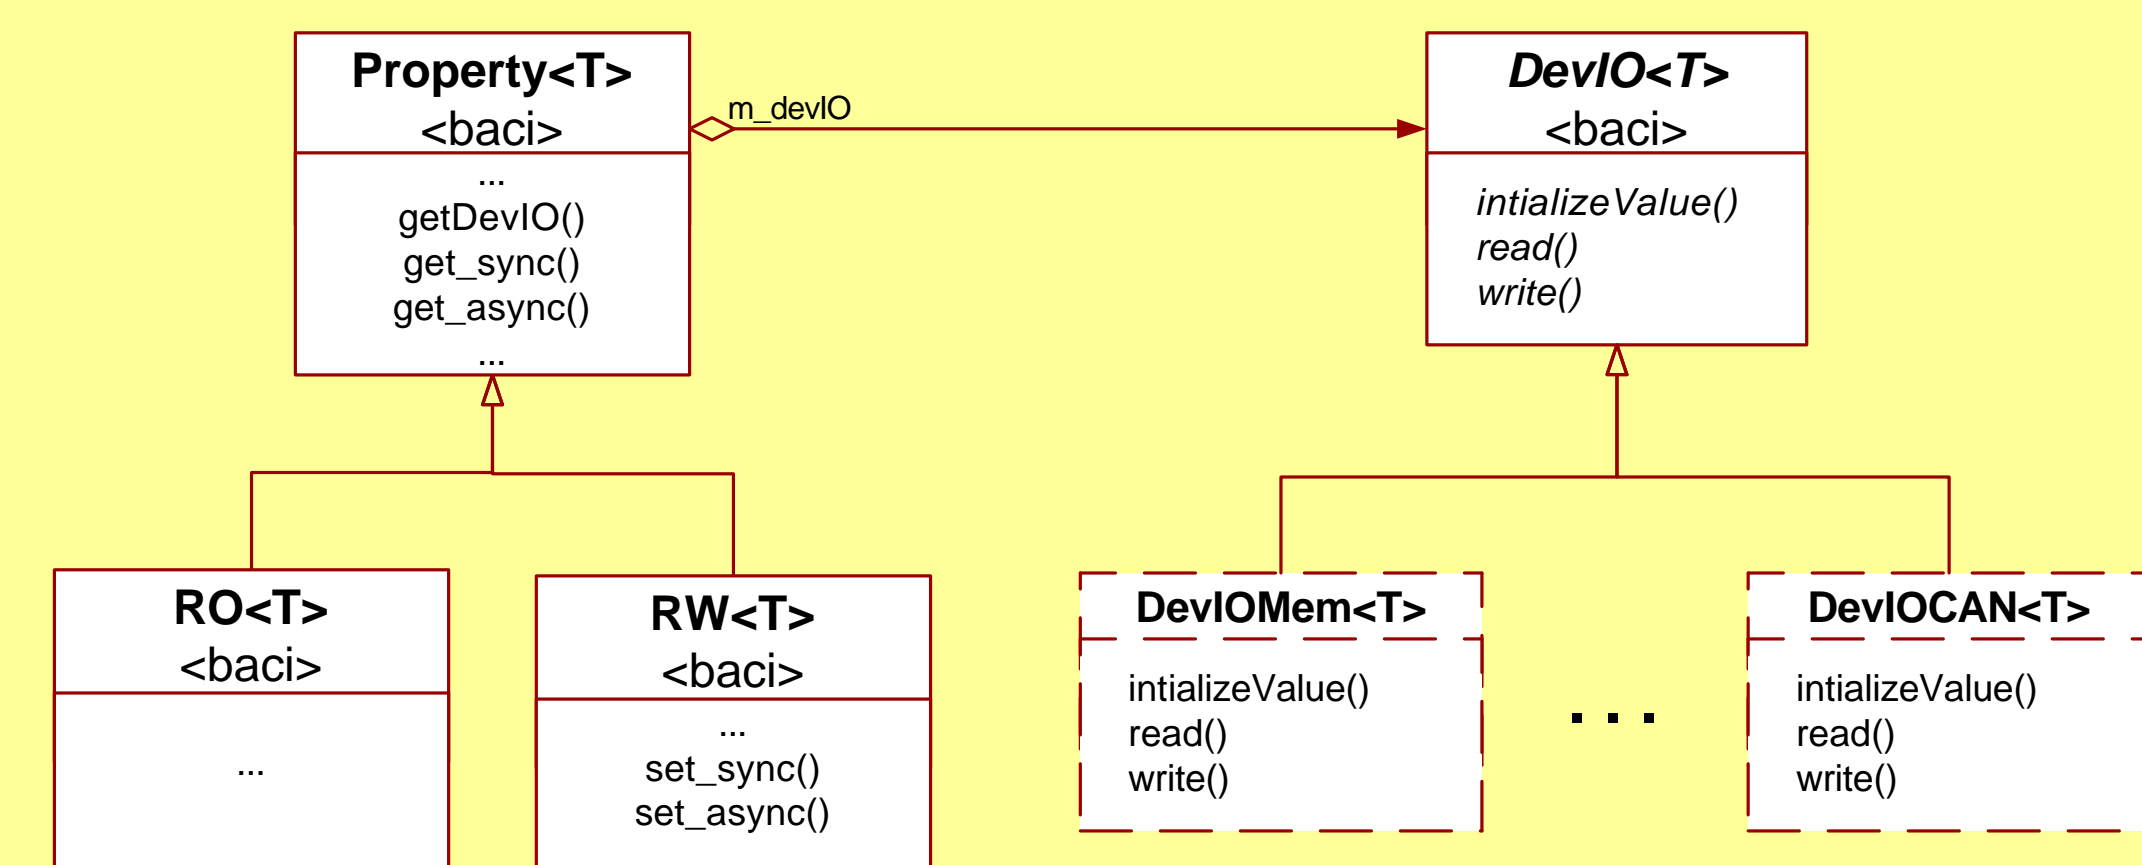 Property<T>
<baci>
...
getDevIO()
get_sync()
get_async()
...
m_devIO
DevIO<T>
<baci>
intializeValue()
read()
write()
RO<T>
<baci>
...
RW<T>
<baci>
...
set_sync()
set_async()
DevIOMem<T>
intializeValue()
read()
write()
...
DevIOCAN<T>
intializeValue()
read()
write()